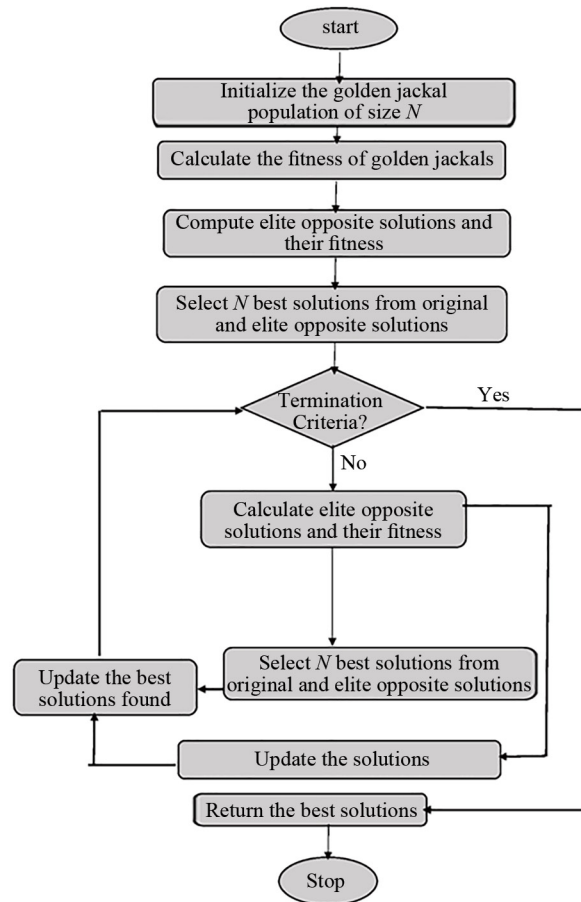 start
Initialize the golden jackal
population of size N
Calculate the fitness of golden jackals
Compute elite opposite solutions and
their fitness
Select N best solutions from original
and elite opposite solutions
Termination
Criteria?
Yes
No
Calculate elite opposite
solutions and their fitness
Select N best solutions from
original and elite opposite solutions
Update the best
solutions found
Update the solutions
Return the best solutions
Stop